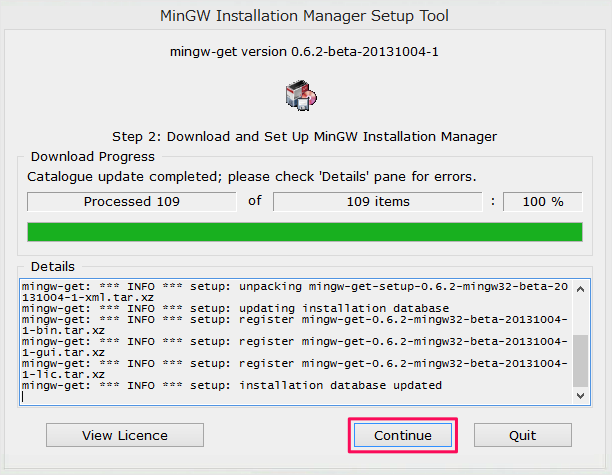 MinGW Installation Manager Setup Tool
mingw-get version 0.6.2-beta-20131004-1
Step 2: Download and Set Up MinGW Installation Manager
Download Progress
Catalogue update completed; please check 'Details' pane for errors.
Processed 109 of 109 items : 100 %
Details
mingw-get: *** INFO *** setup: unpacking mingw-get-setup-0.6.2-mingw32-beta-20
131004-1-xml.tar.xz
mingw-get: *** INFO *** setup: updating installation database
mingw-get: *** INFO *** setup: register mingw-get-0.6.2-mingw32-beta-20131004-
1-bin.tar.xz
mingw-get: *** INFO *** setup: register mingw-get-0.6.2-mingw32-beta-20131004-
1-gui.tar.xz
mingw-get: *** INFO *** setup: register mingw-get-0.6.2-mingw32-beta-20131004-
1-lic.tar.xz
mingw-get: *** INFO *** setup: installation database updated
View Licence Continue Quit